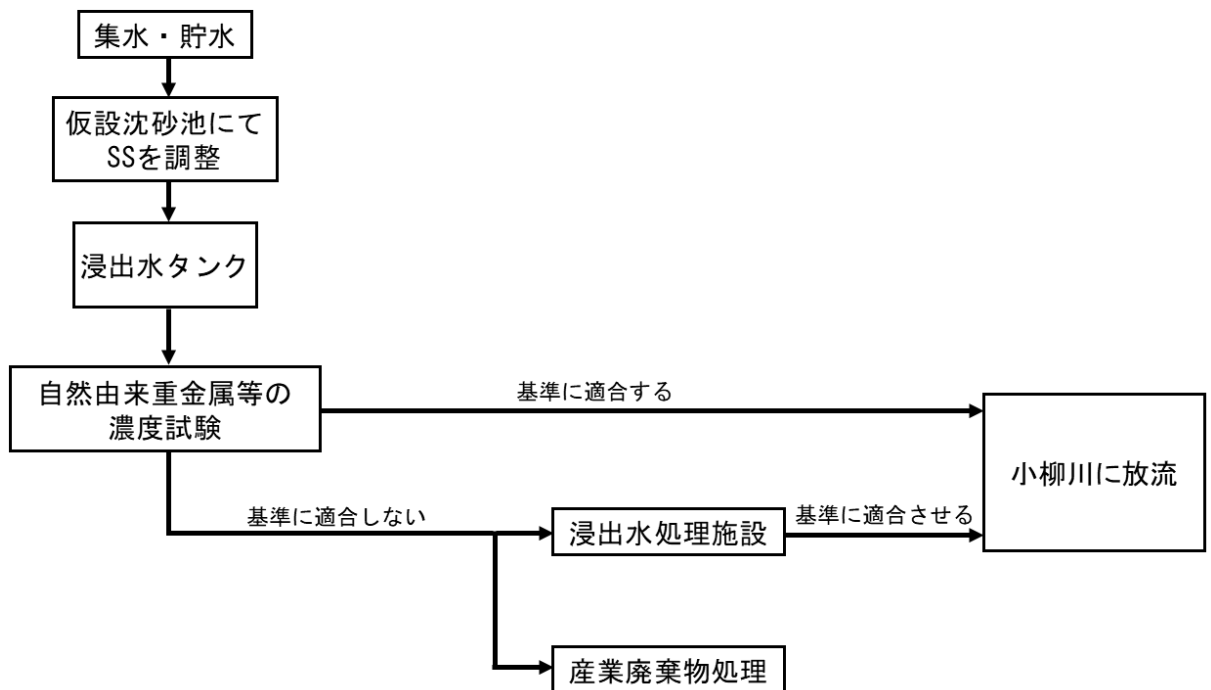 集水・貯水
仮設沈砂池にて
SSを調整
浸出水タンク
自然由来重金属等の
濃度試験
基準に適合する
小柳川に放流
基準に適合しない
浸出水処理施設
基準に適合させる
産業廃棄物処理